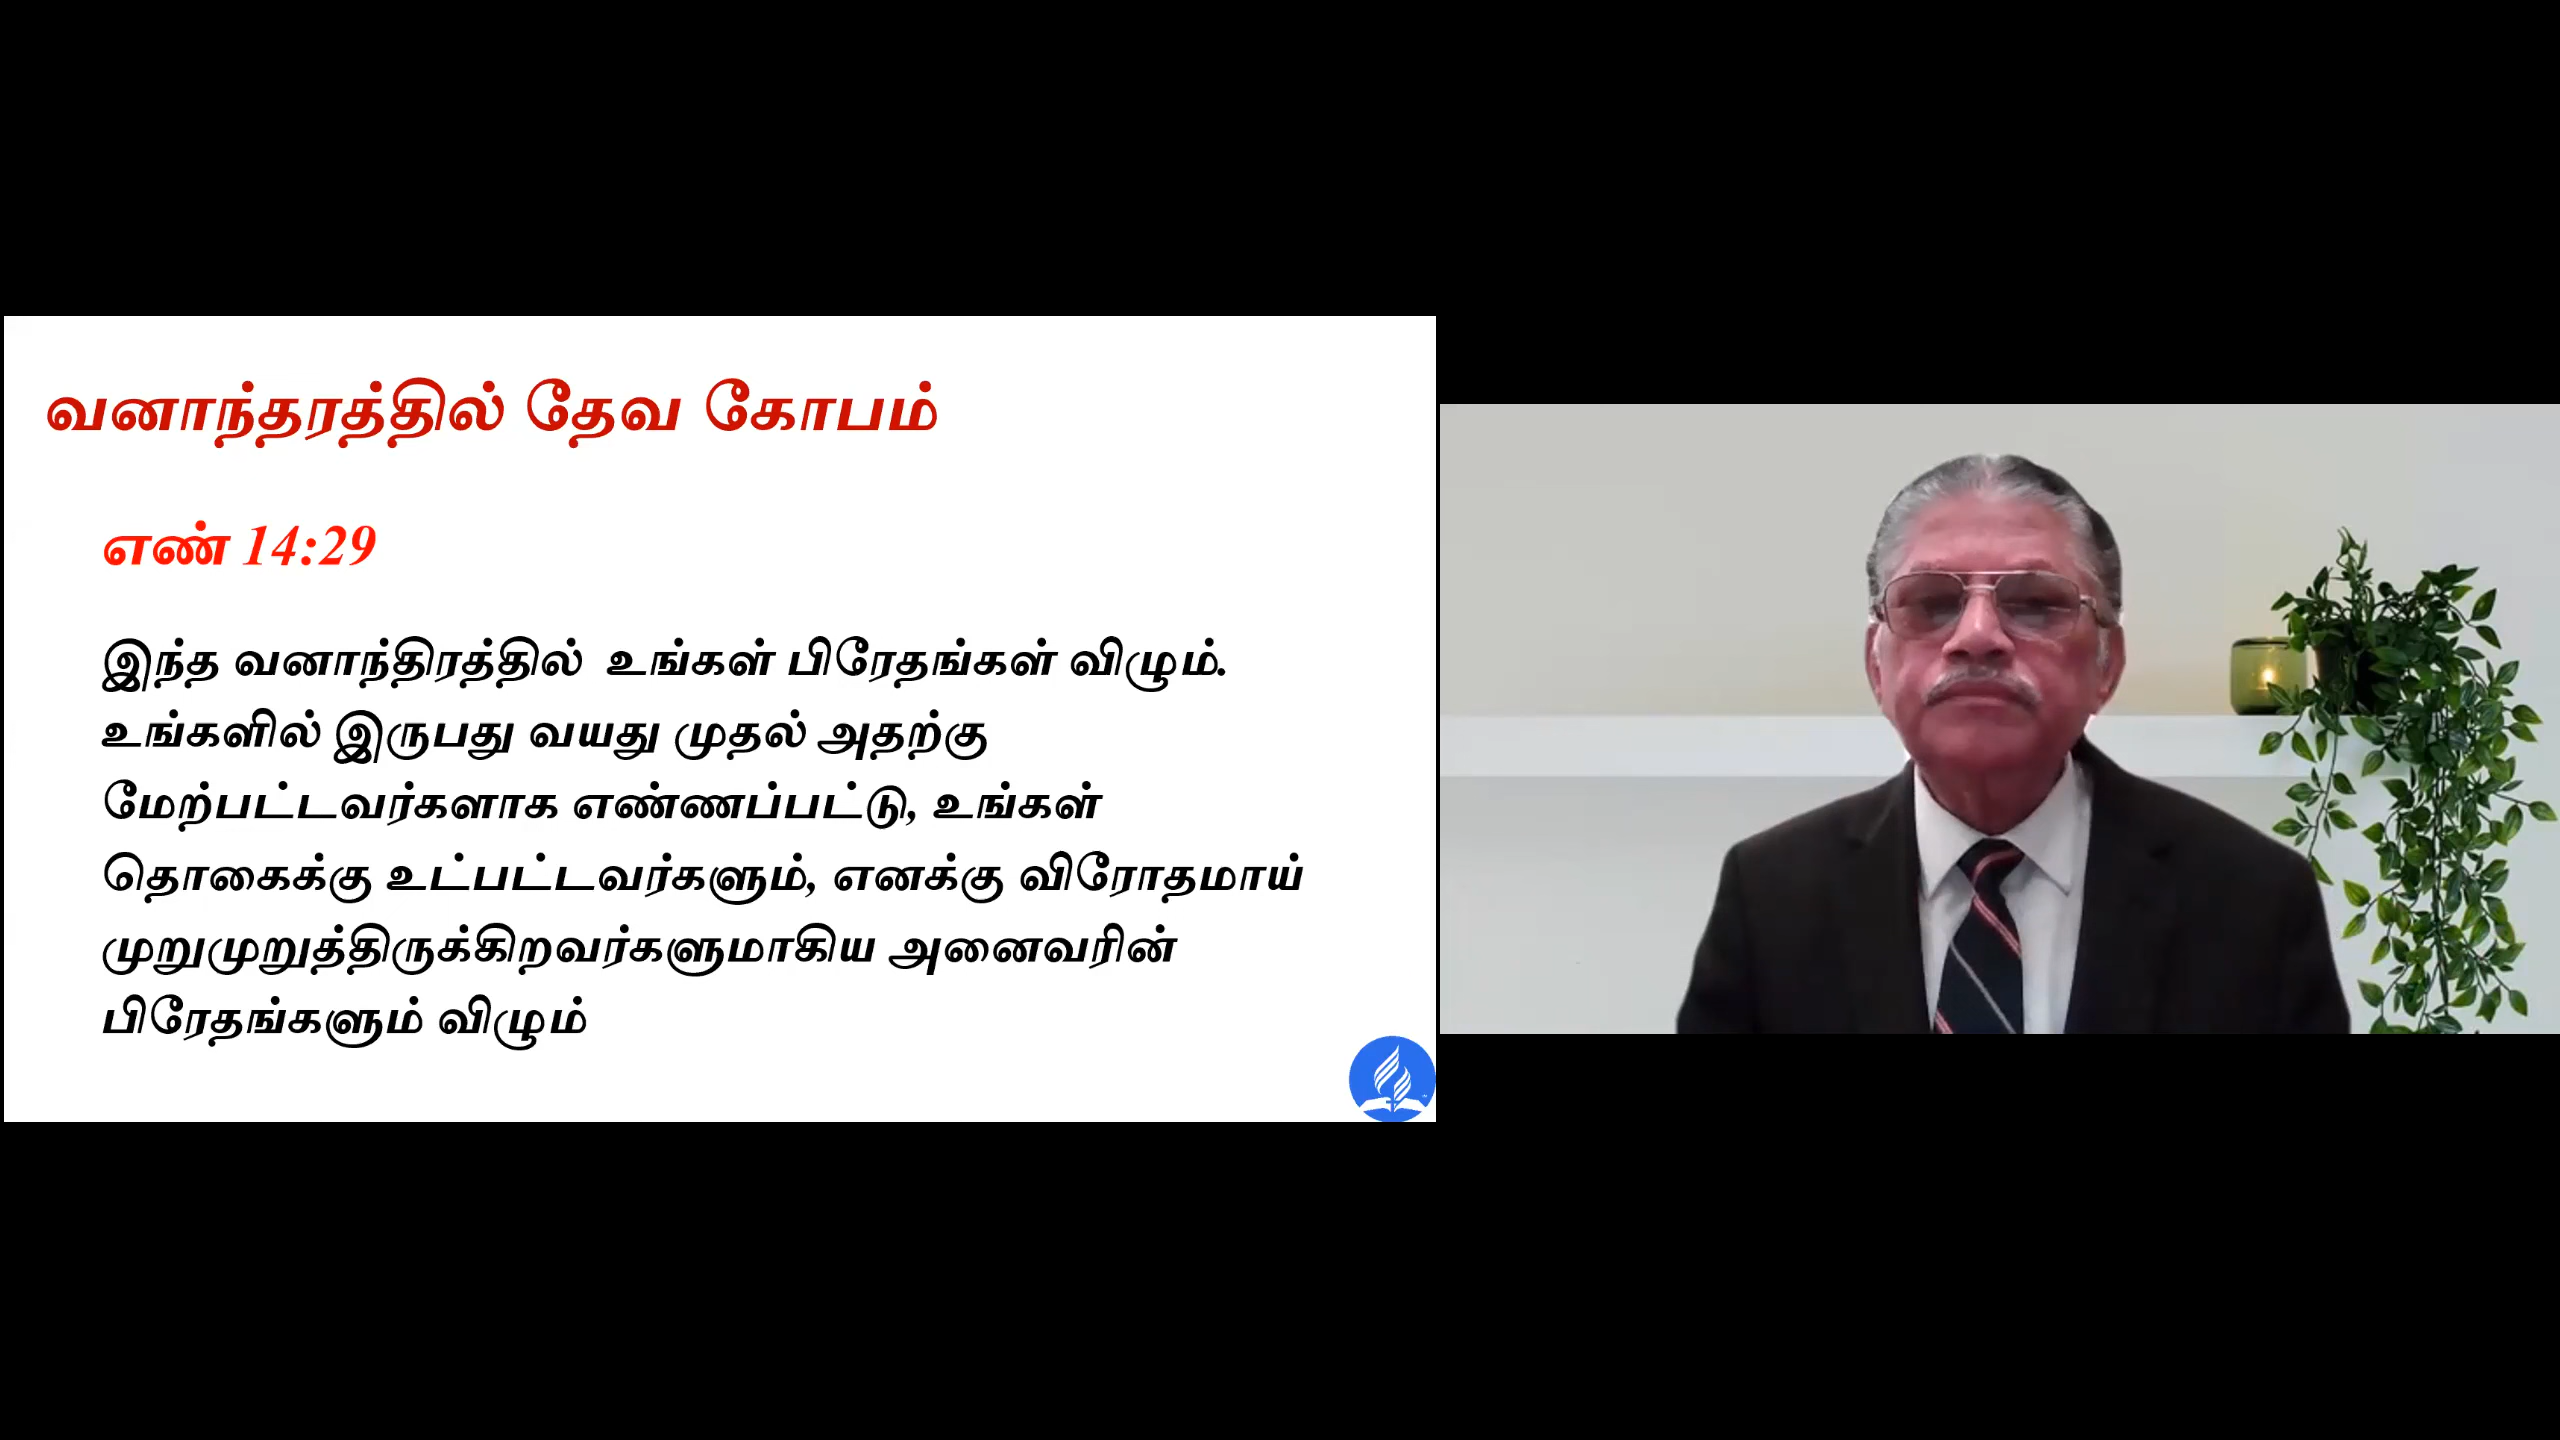 வனாந்தரத்தில் தேவ கோபம்
எண் 14:29
இந்த வனாந்திரத்தில் உங்கள் பிரேதங்கள் விழும்.
உங்களில் இருபது வயது முதல் அதற்கு
மேற்பட்டவர்களாக எண்ணப்பட்டு, உங்கள்
தொகைக்கு உட்பட்டவர்களும், எனக்கு விரோதமாய்
முறுமுறுத்திருக்கிறவர்களுமாகிய அனைவரின்
பிரேதங்களும் விழும்